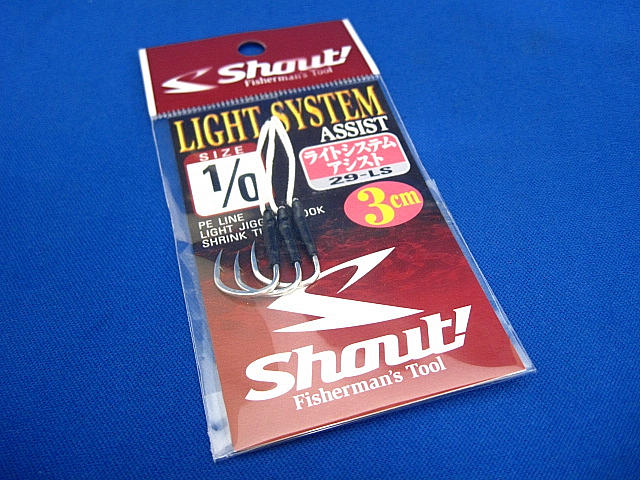 Shout!
Fisherman's Tool
LIGHT SYSTEM
ASSIST
SIZE
1/0
ライトシステム
アシスト
29-LS
3cm
PE LINE
LIGHT HOOK
SHRINK
Shout!
Fisherman's Tool